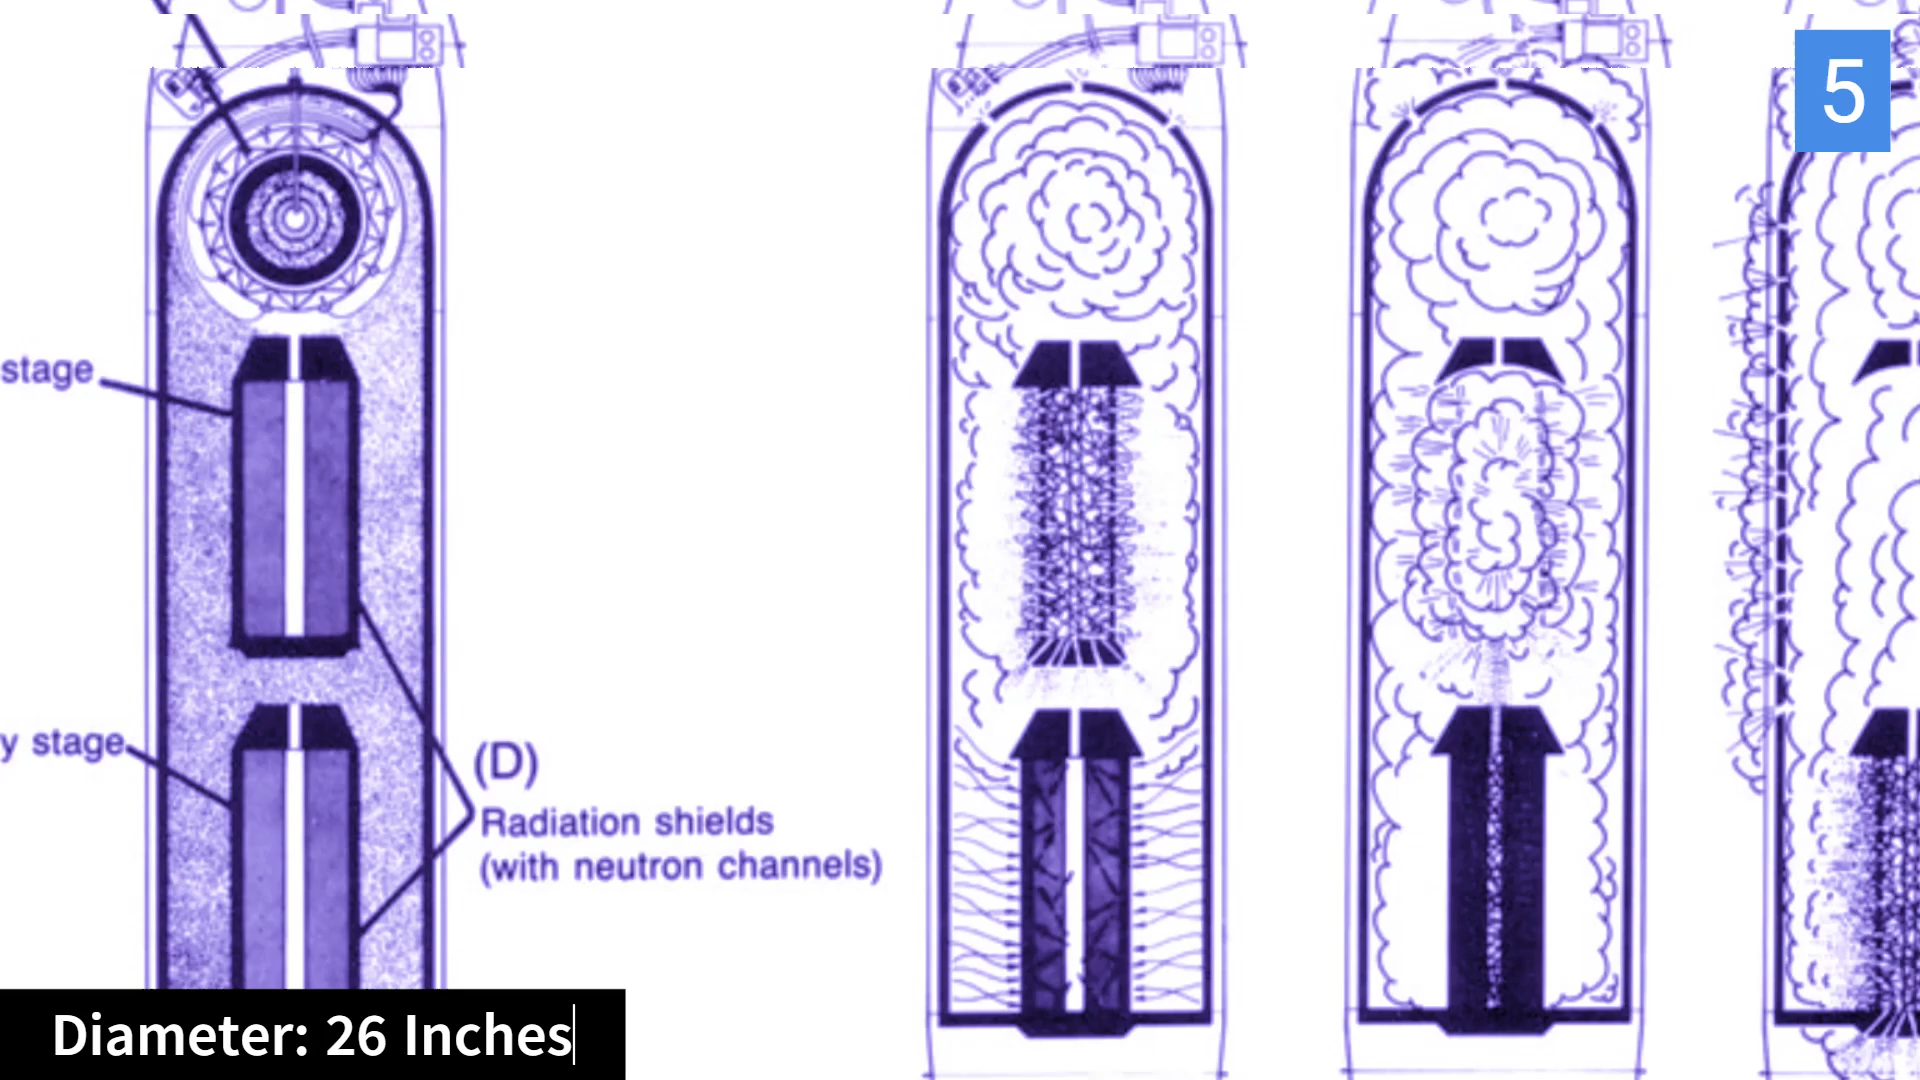 5
stage
y stage
(D)
Radiation shields
(with neutron channels)
Diameter: 26 Inches